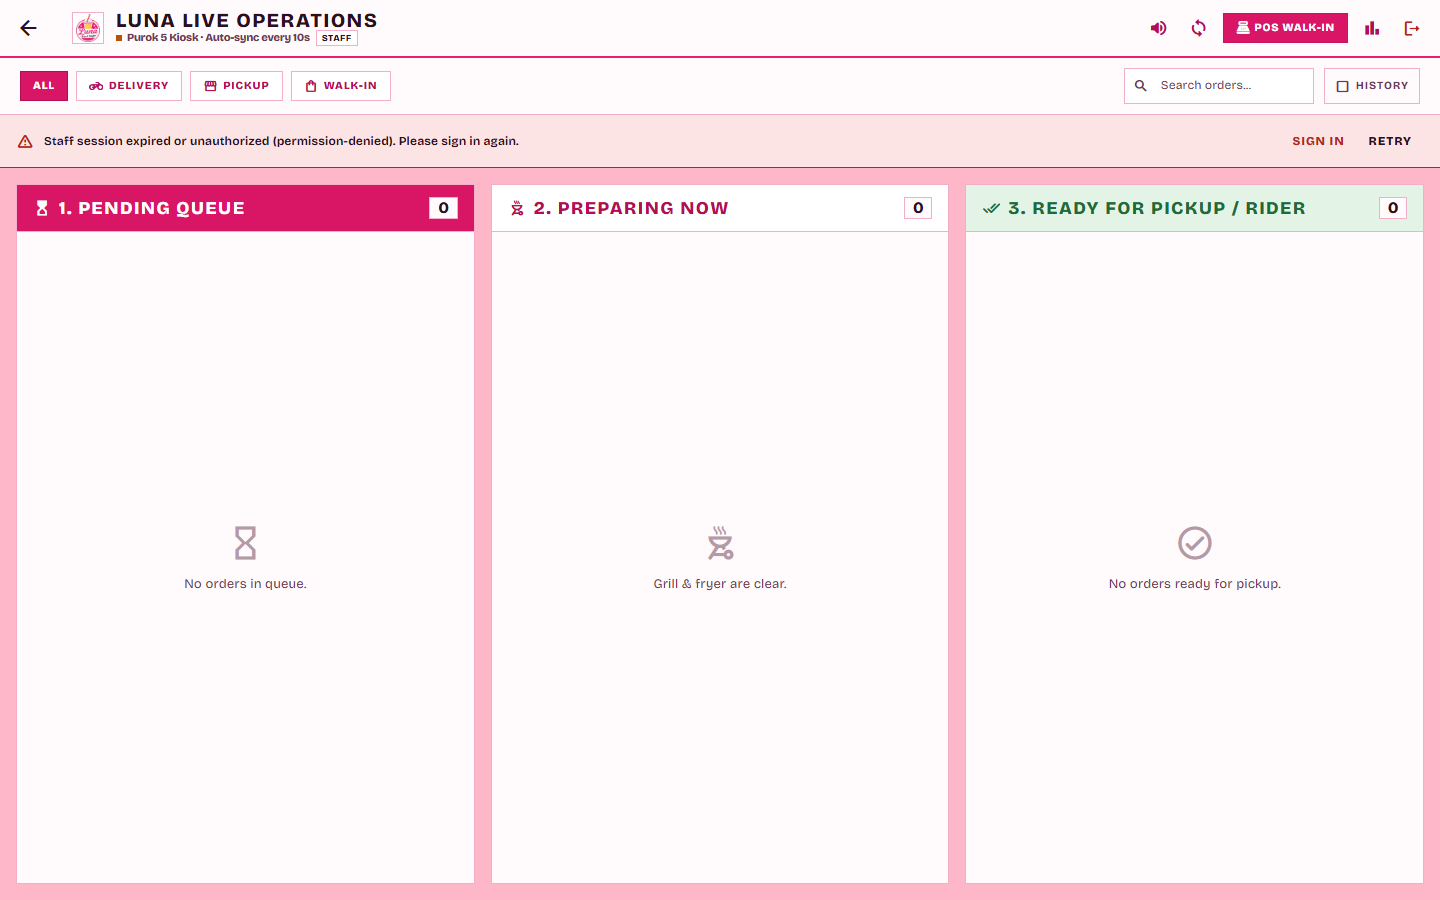 LUNA LIVE OPERATIONS
Purok 5 Kiosk · Auto-sync every 10s STAFF
POS WALK-IN
ALL DELIVERY PICKUP WALK-IN
Search orders... HISTORY
Staff session expired or unauthorized (permission-denied). Please sign in again.
SIGN IN RETRY
1. PENDING QUEUE 0
2. PREPARING NOW 0
3. READY FOR PICKUP / RIDER 0
No orders in queue.
Grill & fryer are clear.
No orders ready for pickup.